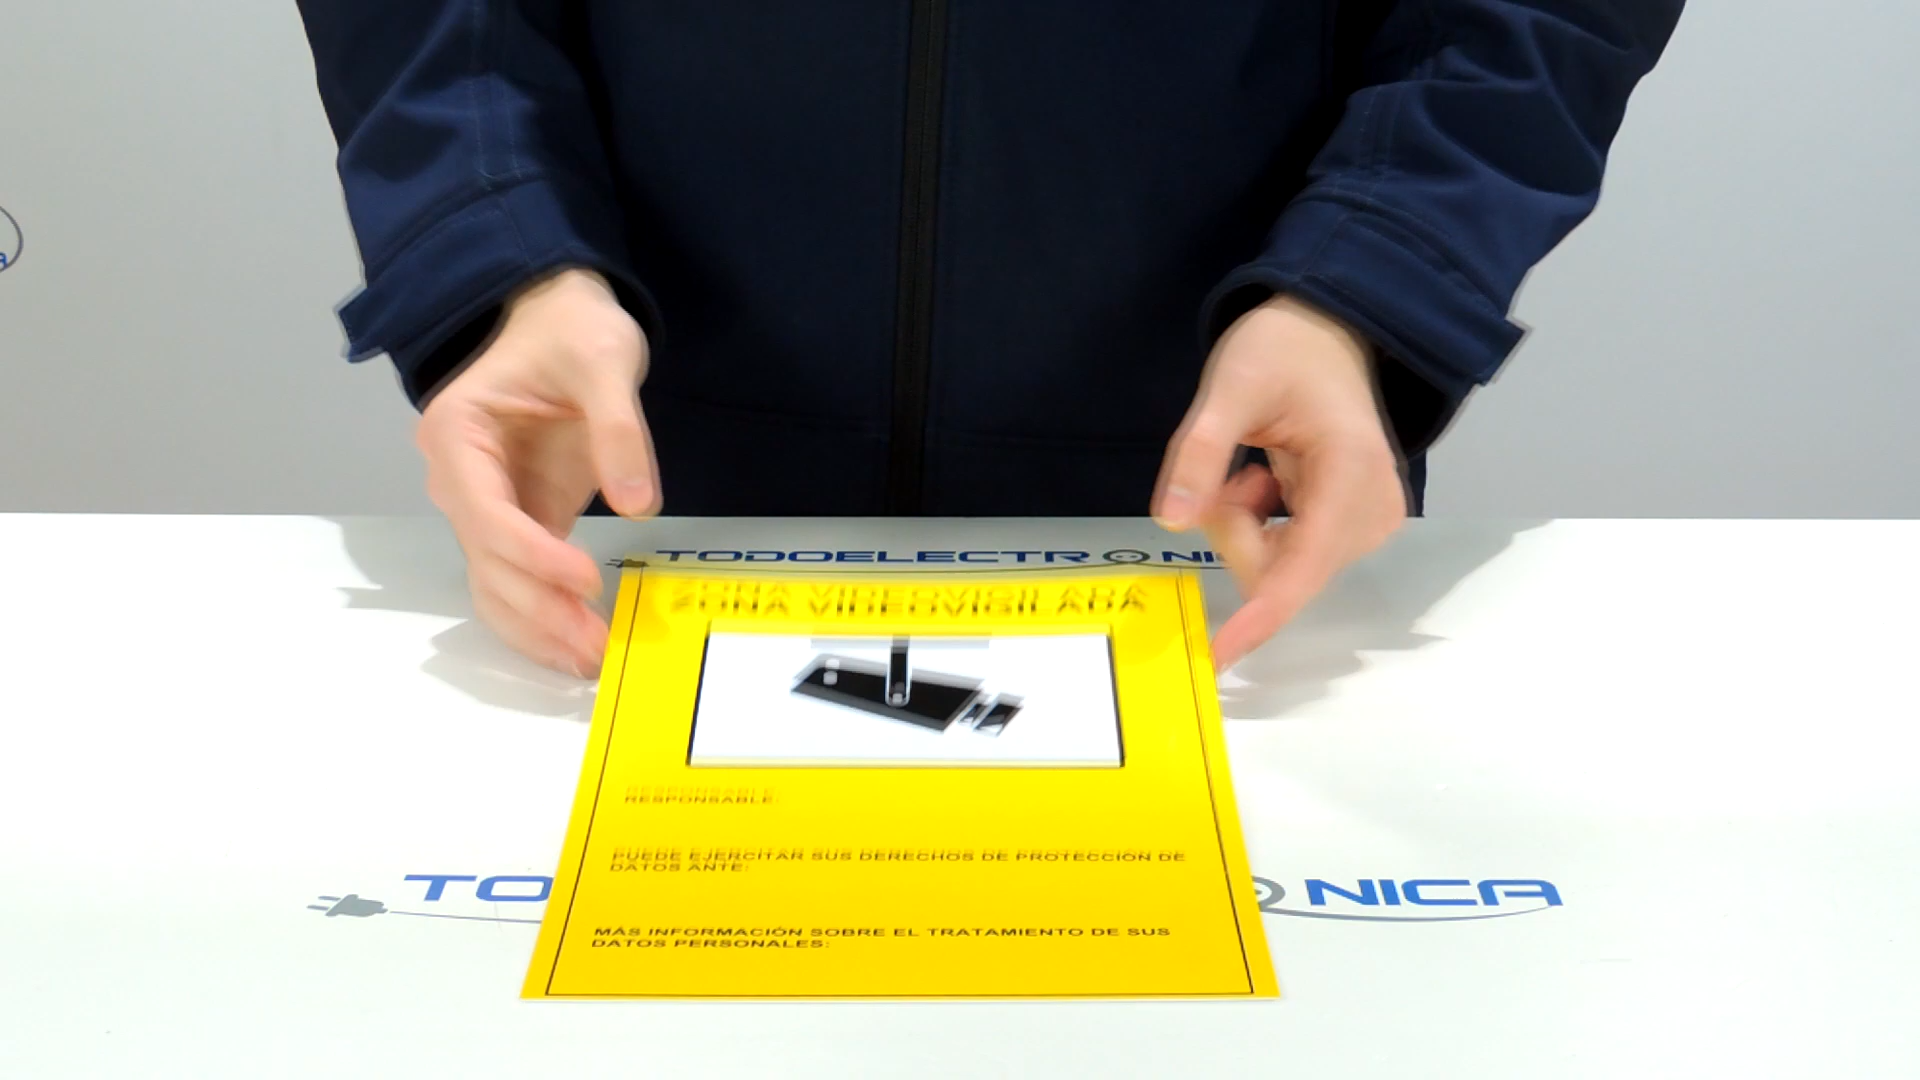 TODOELECTR NI
ZONA VIDEOVIGILADA
RESPONSABLE:
PUEDE EJERCITAR SUS DERECHOS DE PROTECCIÓN DE
DATOS ANTE:
TO NICA
MÁS INFORMACIÓN SOBRE EL TRATAMIENTO DE SUS
DATOS PERSONALES: